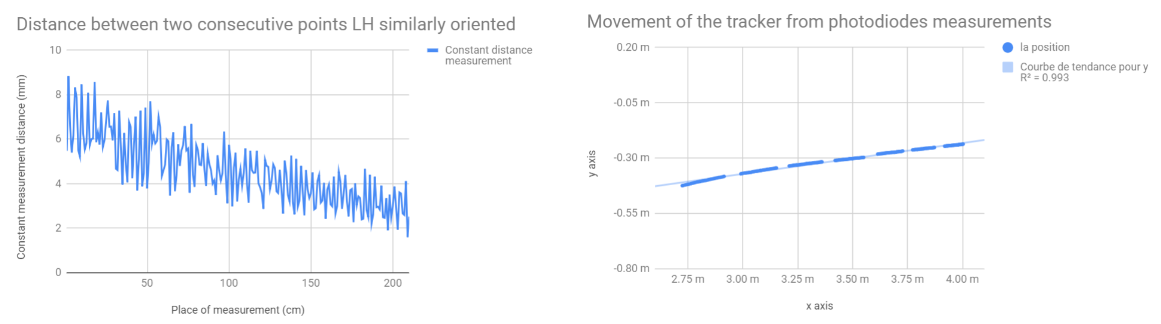 Distance between two consecutive points LH similarly oriented
10
8
6
4
2
0
Constant measurement distance (mm)
50
100
150
200
Place of measurement (cm)
Constant distance
measurement
Movement of the tracker from photodiodes measurements
0.20 m
-0.05 m
-0.30 m
-0.55 m
-0.80 m
y axis
2.75 m
3.00 m
3.25 m
3.50 m
3.75 m
4.00 m
x axis
la position
Courbe de tendance pour y
R² = 0.993